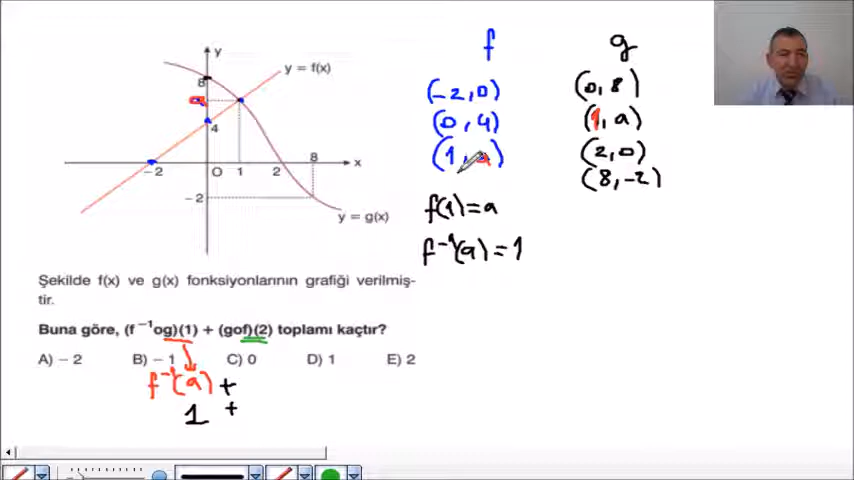 f
g
y
y = f(x)
8
a
4
-2
O
1
2
8
x
-2
y = g(x)
(-2,0)
(0,4)
(1,a)
f(1)=a
f⁻¹(a)=1
(0,8)
(1,a)
(2,0)
(8,-2)
Şekilde f(x) ve g(x) fonksiyonlarının grafiği verilmiş-
tir.
Buna göre, (f⁻¹og)(1) + (gof)(2) toplamı kaçtır?
A) – 2 B) – 1 C) 0 D) 1 E) 2
f⁻¹(a) +
1 +